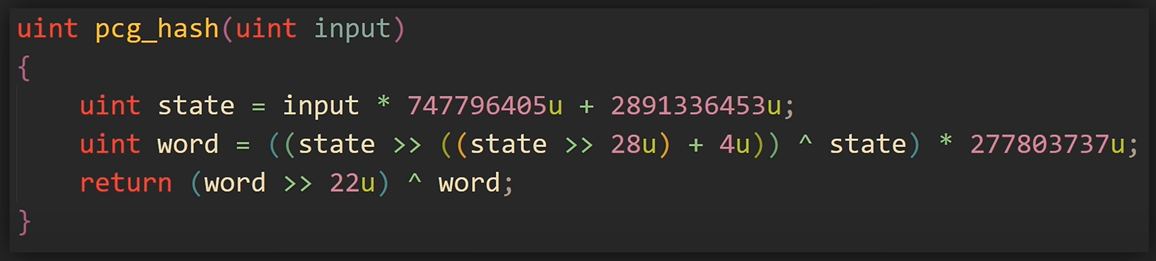 uint pcg_hash(uint input)
{
    uint state = input * 747796405u + 2891336453u;
    uint word = ((state >> ((state >> 28u) + 4u)) ^ state) * 277803737u;
    return (word >> 22u) ^ word;
}